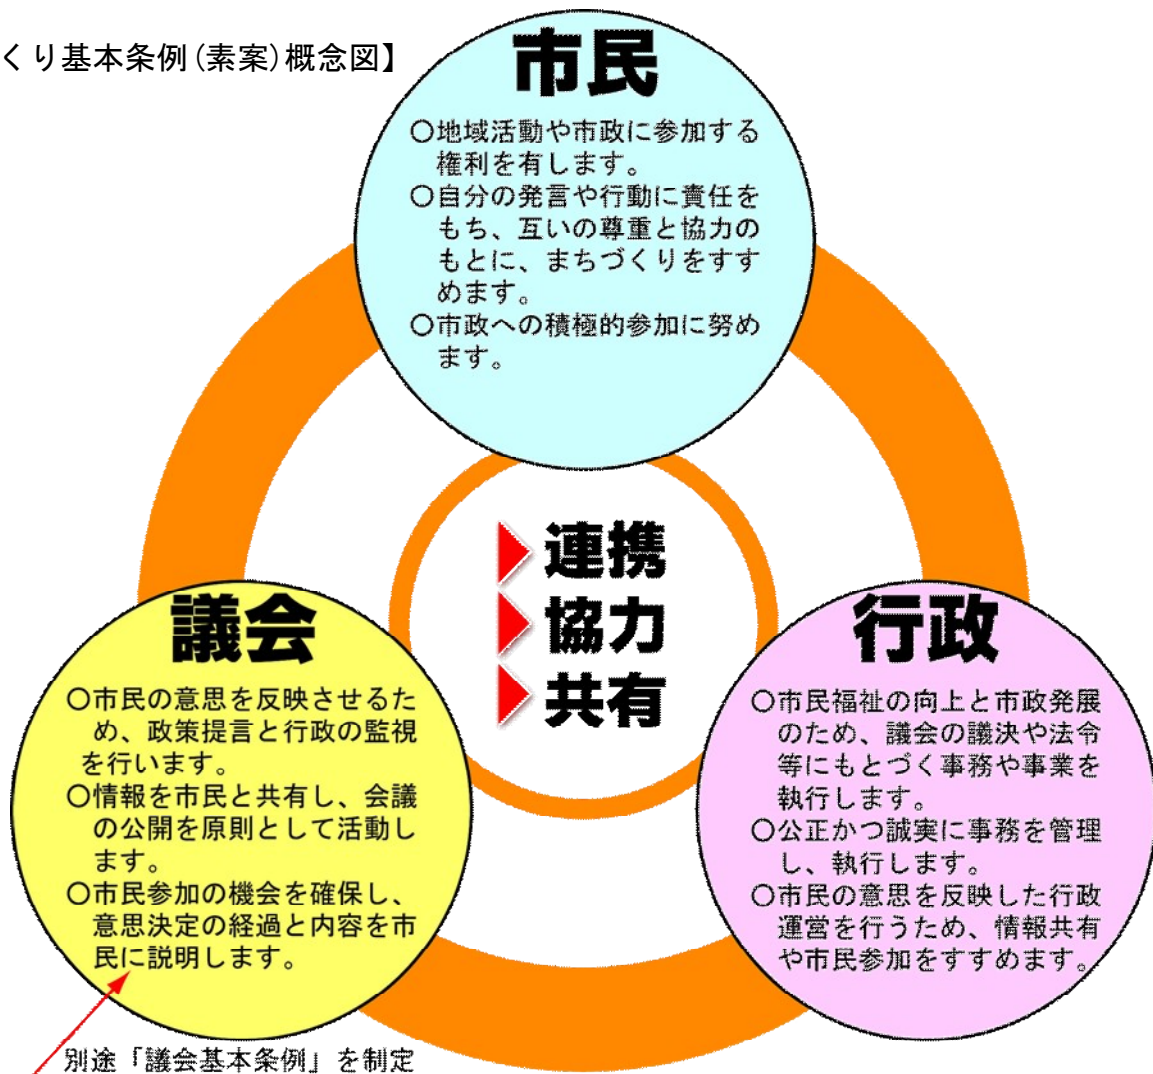 くり基本条例(素案)概念図】
市民
○地域活動や市政に参加する
権利を有します。
○自分の発言や行動に責任を
もち、互いの尊重と協力の
もとに、まちづくりをすす
めます。
○市政への積極的参加に努め
ます。
連携
協力
共有
議会
○市民の意思を反映させるた
め、政策提言と行政の監視
を行います。
○情報を市民と共有し、会議
の公開を原則として活動し
ます。
○市民参加の機会を確保し、
意思決定の経過と内容を市
民に説明します。
行政
○市民福祉の向上と市政発展
のため、議会の議決や法令
等にもとづく事務や事業を
執行します。
○公正かつ誠実に事務を管理
し、執行します。
○市民の意思を反映した行政
運営を行うため、情報共有
や市民参加をすすめます。
別途「議会基本条例」を制定